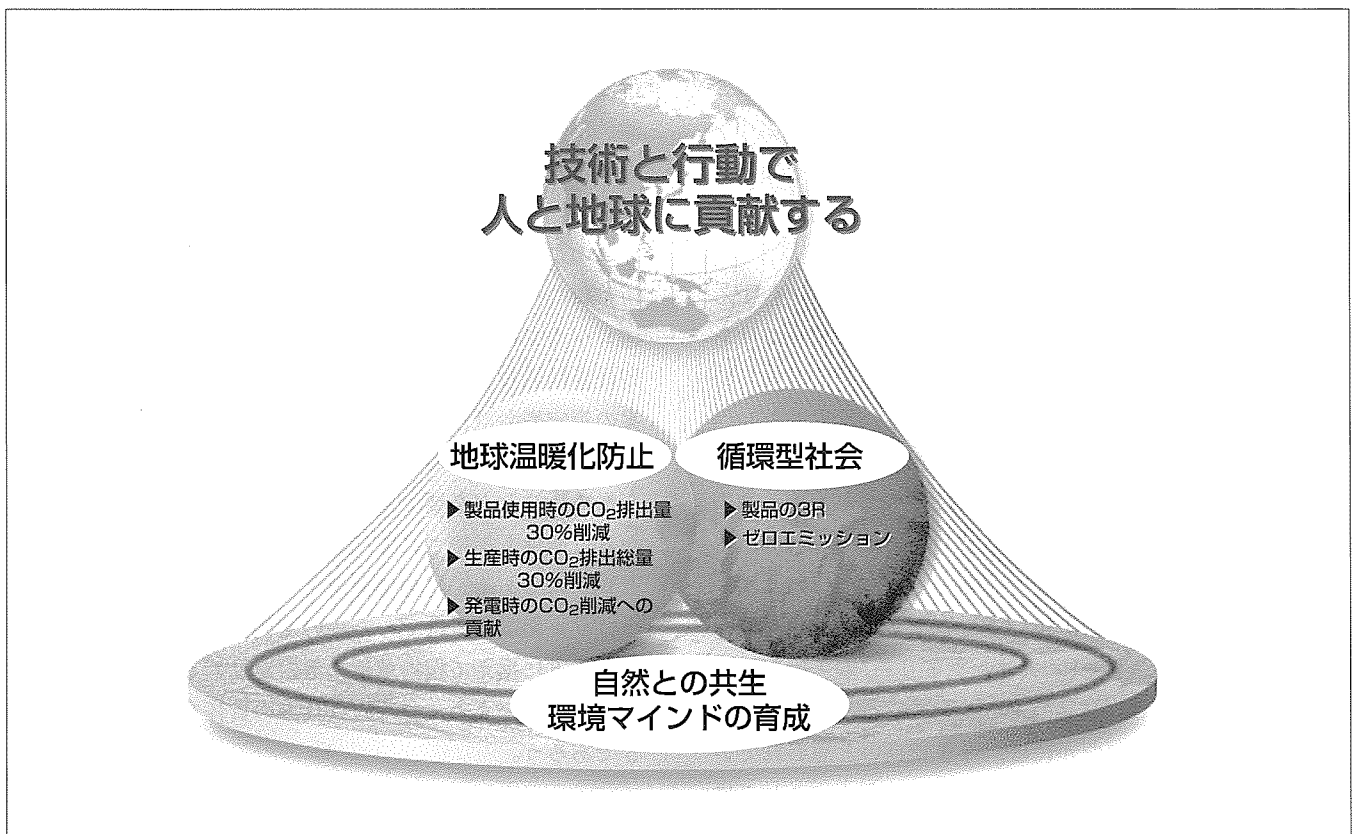 技術と行動で
人と地球に貢献する
地球温暖化防止
▶製品使用時のCO₂排出量
30%削減
▶生産時のCO₂排出総量
30%削減
▶発電時のCO₂削減への
貢献
循環型社会
▶製品の3R
▶ゼロエミッション
自然との共生
環境マインドの育成